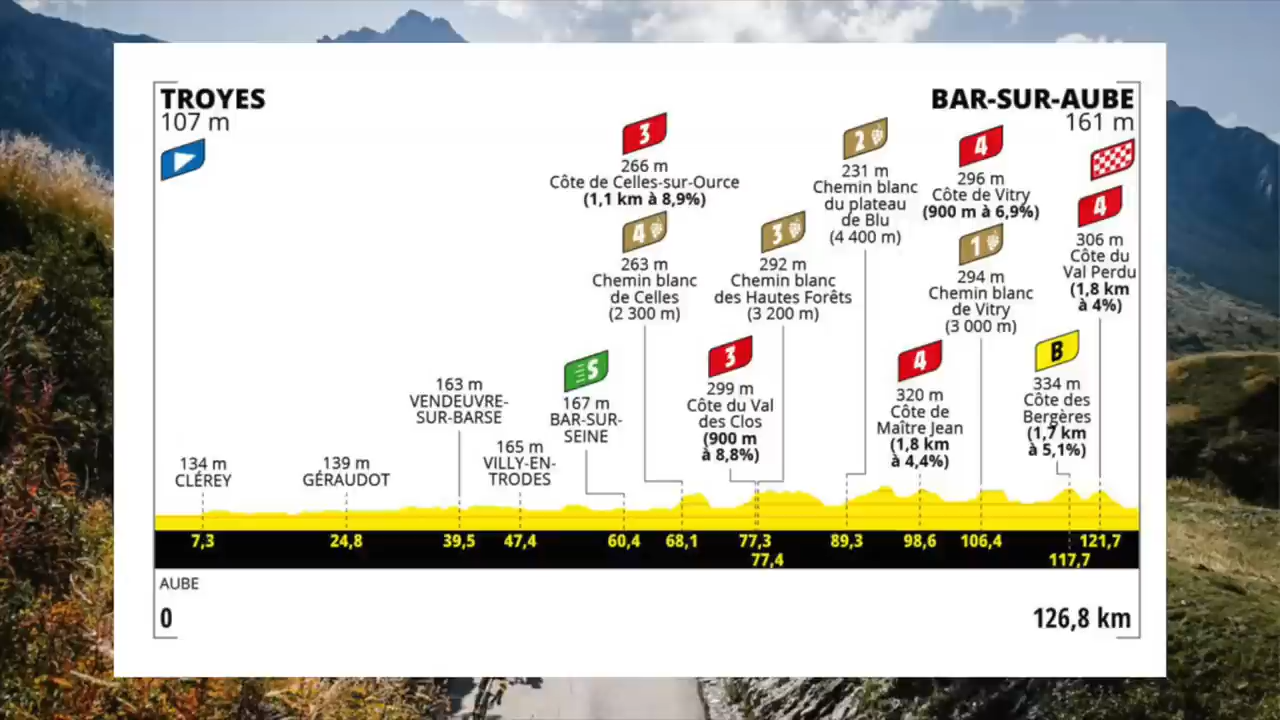 TROYES
107 m
BAR-SUR-AUBE
161 m
3
266 m
Côte de Celles-sur-Ource
(1,1 km à 8,9%)
4
263 m
Chemin blanc
de Celles
(2 300 m)
3
292 m
Chemin blanc
des Hautes Forêts
(3 200 m)
2
231 m
Chemin blanc
du plateau
de Blu
(4 400 m)
4
296 m
Côte de Vitry
(900 m à 6,9%)
1
294 m
Chemin blanc
de Vitry
(3 000 m)
4
306 m
Côte du
Val Perdu
(1,8 km
à 4%)
134 m
CLÉREY
139 m
GÉRAUDOT
163 m
VENDEUVRE-
SUR-BARSE
165 m
VILLY-EN-
TRODES
S
167 m
BAR-SUR-
SEINE
3
299 m
Côte du Val
des Clos
(900 m
à 8,8%)
4
320 m
Côte de
Maître Jean
(1,8 km
à 4,4%)
B
334 m
Côte des
Bergères
(1,7 km
à 5,1%)
7,3 24,8 39,5 47,4 60,4 68,1 77,3 89,3 98,6 106,4 121,7
77,4 117,7
AUBE
0
126,8 km